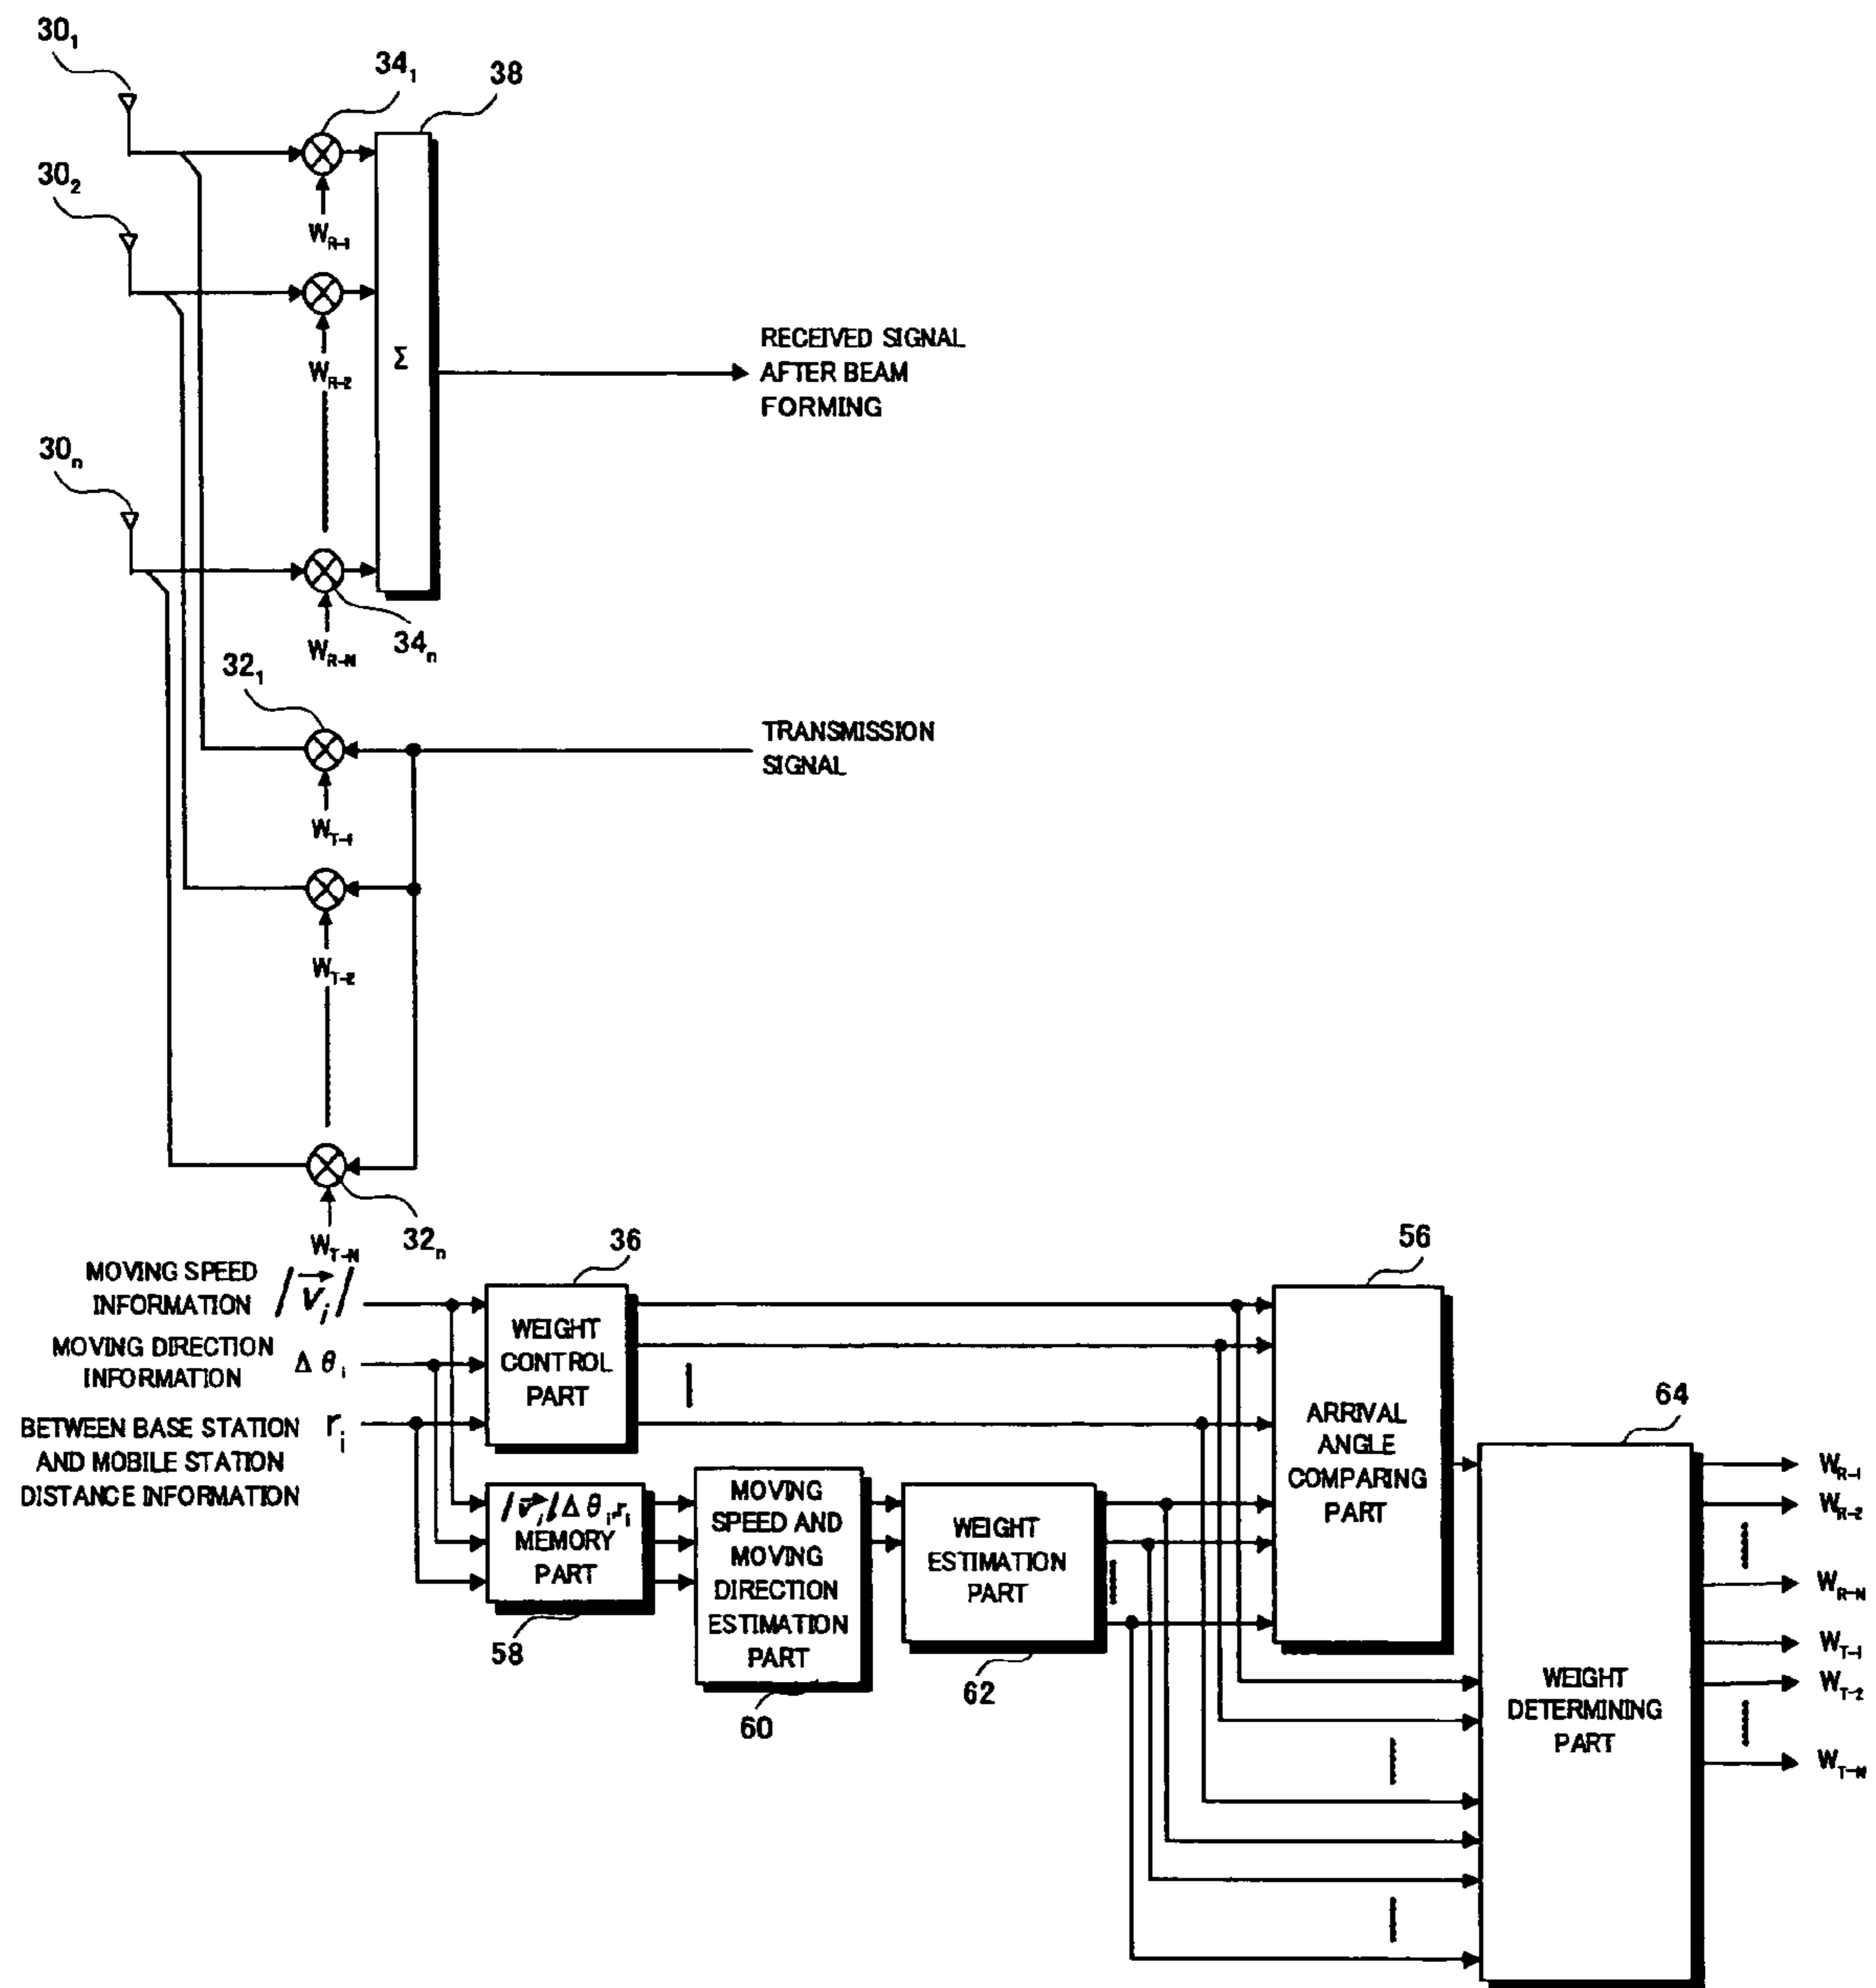 30₁
34₁
38
W_R-1
30₂
W_R-2
Σ
RECEIVED SIGNAL
AFTER BEAM
FORMING
30ₙ
W_R-N
34ₙ
32₁
TRANSMISSION
SIGNAL
W_T-1
W_T-2
W_T-N
32ₙ
MOVING SPEED
INFORMATION
|v⃗ᵢ|
MOVING DIRECTION
INFORMATION
Δθᵢ
BETWEEN BASE STATION
AND MOBILE STATION
DISTANCE INFORMATION
rᵢ
36
WEIGHT
CONTROL
PART
|v⃗ᵢ|, Δθᵢ, rᵢ
MEMORY
PART
58
MOVING
SPEED AND
MOVING
DIRECTION
ESTIMATION
PART
60
WEIGHT
ESTIMATION
PART
62
56
ARRIVAL
ANGLE
COMPARING
PART
64
WEIGHT
DETERMINING
PART
W_R-1
W_R-2
W_R-N
W_T-1
W_T-2
W_T-N